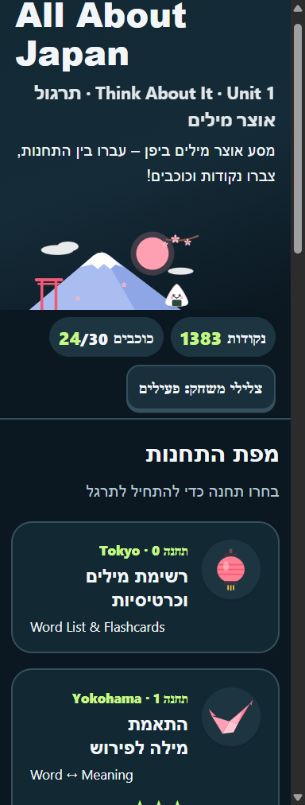 All About
Japan
Think About It · Unit 1 · תרגול
אוצר מילים
מסע אוצר מילים ביפן – עברו בין התחנות,
צברו נקודות וכוכבים!
נקודות 1383
כוכבים 24/30
צלילי משחק: פעילים
מפת התחנות
בחרו תחנה כדי להתחיל לתרגל
תחנה 0 · Tokyo
רשימת מילים
וכרטיסיות
Word List & Flashcards
תחנה 1 · Yokohama
התאמת
מילה לפירוש
Word ↔ Meaning